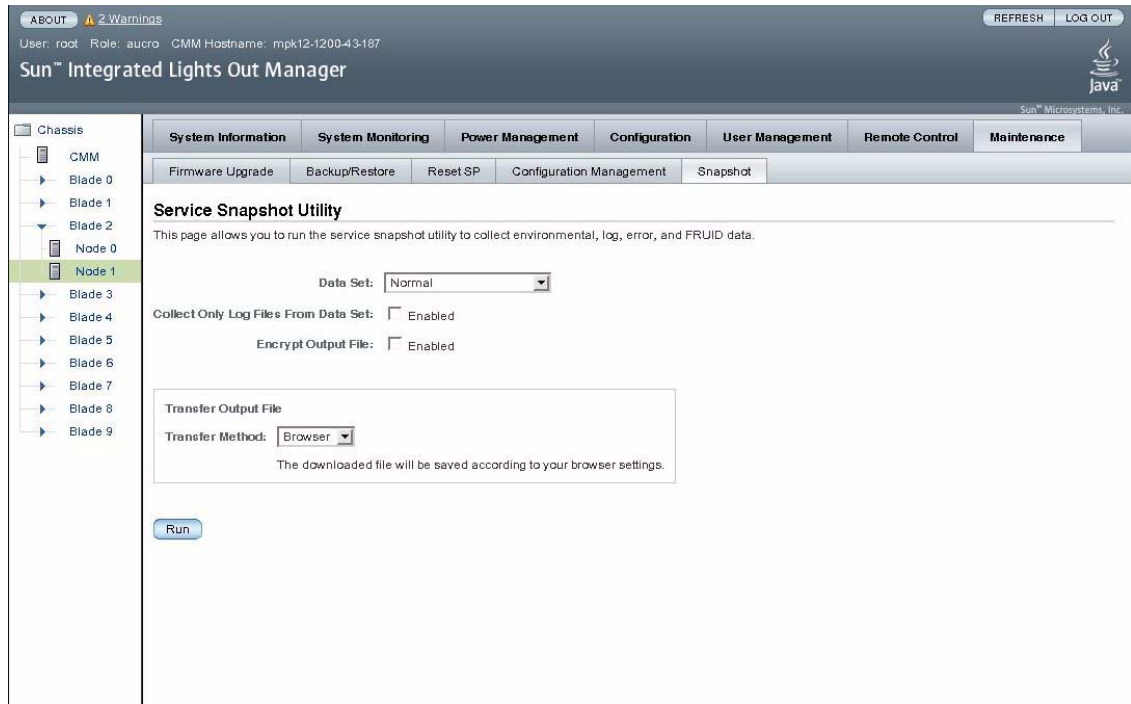 ABOUT 2 Warnings REFRESH LOG OUT
User: root Role: aucro CMM Hostname: mpk12-1200-43-187
Sun™ Integrated Lights Out Manager
Java
Sun™ Microsystems, Inc.
Chassis
CMM
Blade 0
Blade 1
Blade 2
Node 0
Node 1
Blade 3
Blade 4
Blade 5
Blade 6
Blade 7
Blade 8
Blade 9
System Information System Monitoring Power Management Configuration User Management Remote Control Maintenance
Firmware Upgrade Backup/Restore Reset SP Configuration Management Snapshot
Service Snapshot Utility
This page allows you to run the service snapshot utility to collect environmental, log, error, and FRUID data.
Data Set: Normal
Collect Only Log Files From Data Set: Enabled
Encrypt Output File: Enabled
Transfer Output File
Transfer Method: Browser
The downloaded file will be saved according to your browser settings.
Run